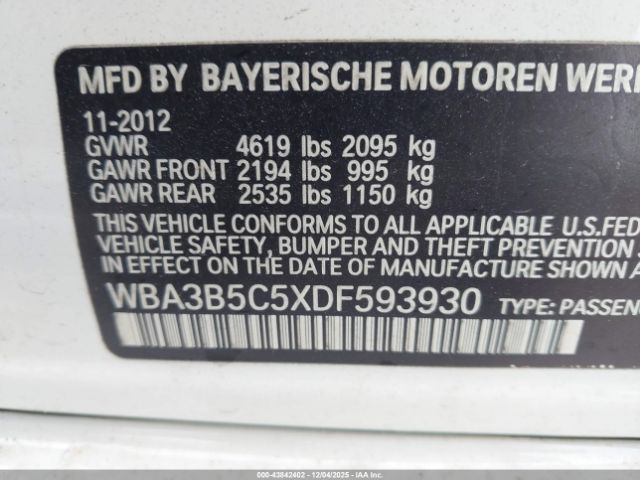 MFD BY BAYERISCHE MOTOREN WER
11-2012
GVWR 4619 lbs 2095 kg
GAWR FRONT 2194 lbs 995 kg
GAWR REAR 2535 lbs 1150 kg
THIS VEHICLE CONFORMS TO ALL APPLICABLE U.S.FED
VEHICLE SAFETY, BUMPER AND THEFT PREVENTION
IN EFFECT ON THE DATE OF MANUFACTURE SHOWN A
WBA3B5C5XDF593930 TYPE: PASSEN
000-43842402 - 12/04/2025 - IAA Inc.